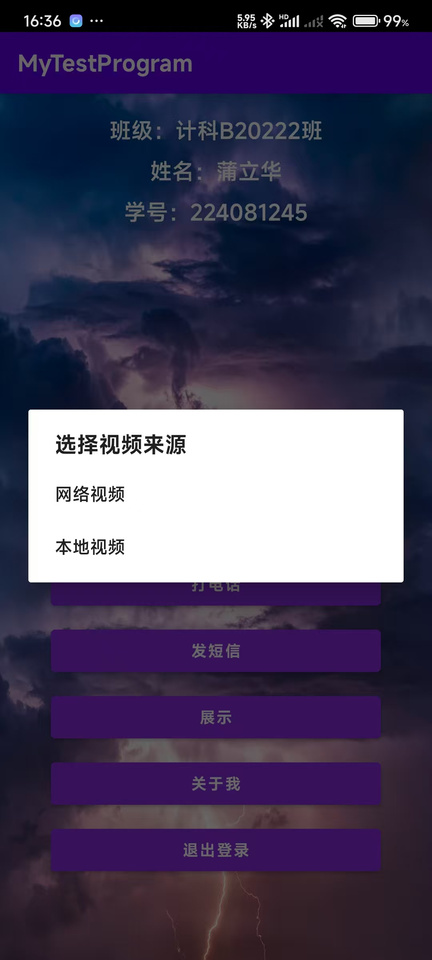 16:36
5.95 KB/s
HD
99%
MyTestProgram
班级：计科B20222班
姓名：蒲立华
学号：224081245
选择视频来源
网络视频
本地视频
打电话
发短信
展示
关于我
退出登录